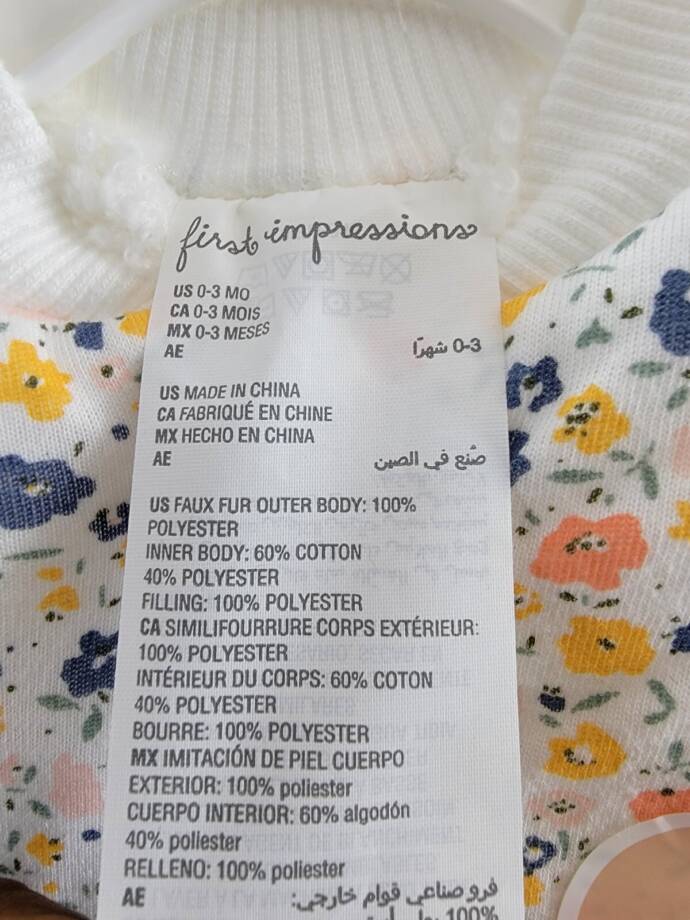 first impressions
US 0-3 MO
CA 0-3 MOIS
MX 0-3 MESES
AE 0-3 شهرًا
US MADE IN CHINA
CA FABRIQUÉ EN CHINE
MX HECHO EN CHINA
AE صُنع في الصين
US FAUX FUR OUTER BODY: 100%
POLYESTER
INNER BODY: 60% COTTON
40% POLYESTER
FILLING: 100% POLYESTER
CA SIMILIFOURRURE CORPS EXTÉRIEUR:
100% POLYESTER
INTÉRIEUR DU CORPS: 60% COTON
40% POLYESTER
BOURRE: 100% POLYESTER
MX IMITACIÓN DE PIEL CUERPO
EXTERIOR: 100% poliester
CUERPO INTERIOR: 60% algodón
40% poliester
RELLENO: 100% poliester
AE فرو صناعي قوام خارجي:
100%